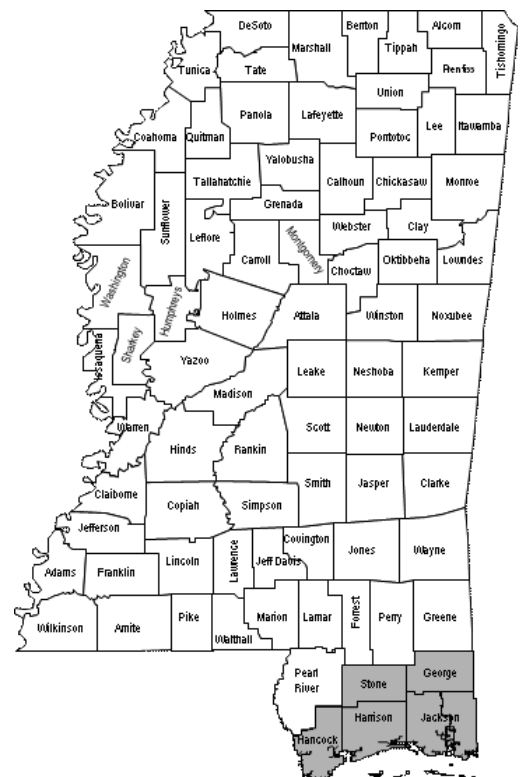 DeSoto
Marshall
Benton
Tippah
Alcorn
Tishomingo
Tunica
Tate
Prentiss
Union
Panola
Lafeyette
Lee
Itawamba
Coahoma
Quitman
Pontotoc
Yalobusha
Tallahatchie
Calhoun
Chickasaw
Monroe
Bolivar
Sunflower
Grenada
Leflore
Webster
Clay
Montgomery
Carroll
Choctaw
Oktibbeha
Lowndes
Washington
Humphreys
Holmes
Attala
Winston
Noxubee
Sharkey
Issaquena
Yazoo
Leake
Neshoba
Kemper
Madison
Warren
Scott
Newton
Lauderdale
Hinds
Rankin
Smith
Jasper
Clarke
Claiborne
Copiah
Simpson
Jefferson
Covington
Lincoln
Lawrence
Jeff Davis
Jones
Wayne
Adams
Franklin
Wilkinson
Amite
Pike
Walthall
Marion
Lamar
Forrest
Perry
Greene
Pearl
River
Stone
George
Hancock
Harrison
Jackson